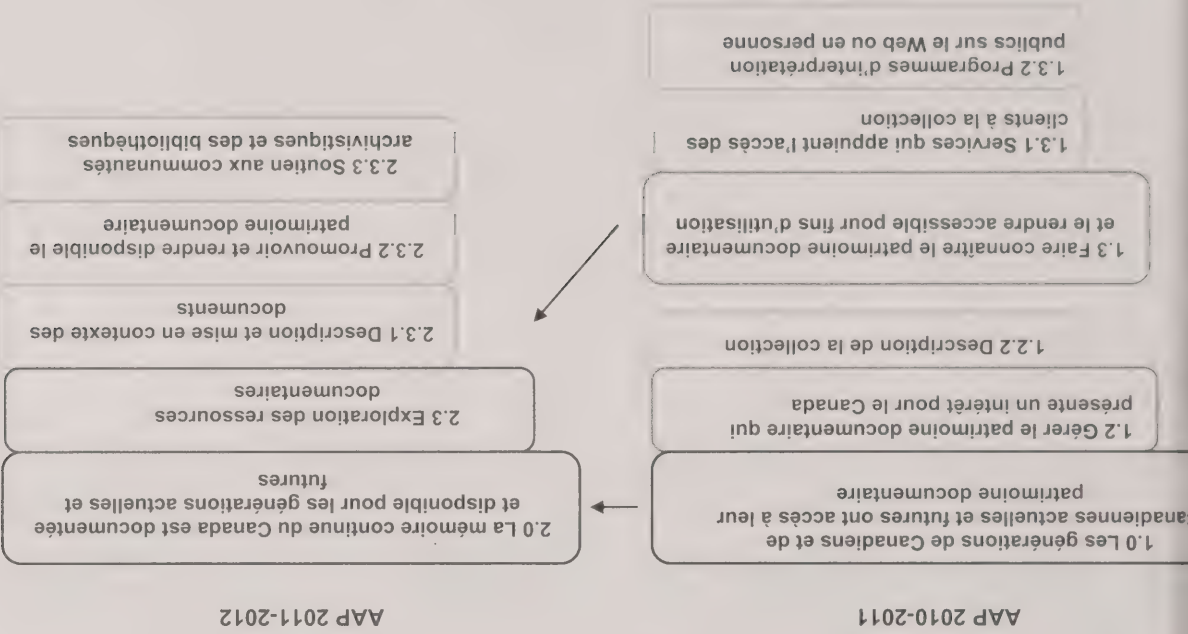 AAP 2010-2011
1.0 Les générations de Canadiens et de
anadiennes actuelles et futures ont accès à leur
patrimoine documentaire
1.2 Gérer le patrimoine documentaire qui
présente un intérêt pour le Canada
1.2.2 Description de la collection
1.3 Faire connaître le patrimoine documentaire
et le rendre accessible pour fins d'utilisation
1.3.1 Services qui appuient l'accès des
clients à la collection
1.3.2 Programmes d'interprétation
publics sur le Web ou en personne
AAP 2011-2012
2.0 La mémoire continue du Canada est documentée
et disponible pour les générations actuelles et
futures
2.3 Exploration des ressources
documentaires
2.3.1 Description et mise en contexte des
documents
2.3.2 Promouvoir et rendre disponible le
patrimoine documentaire
2.3.3 Soutien aux communautés
archivistiques et des bibliothèques